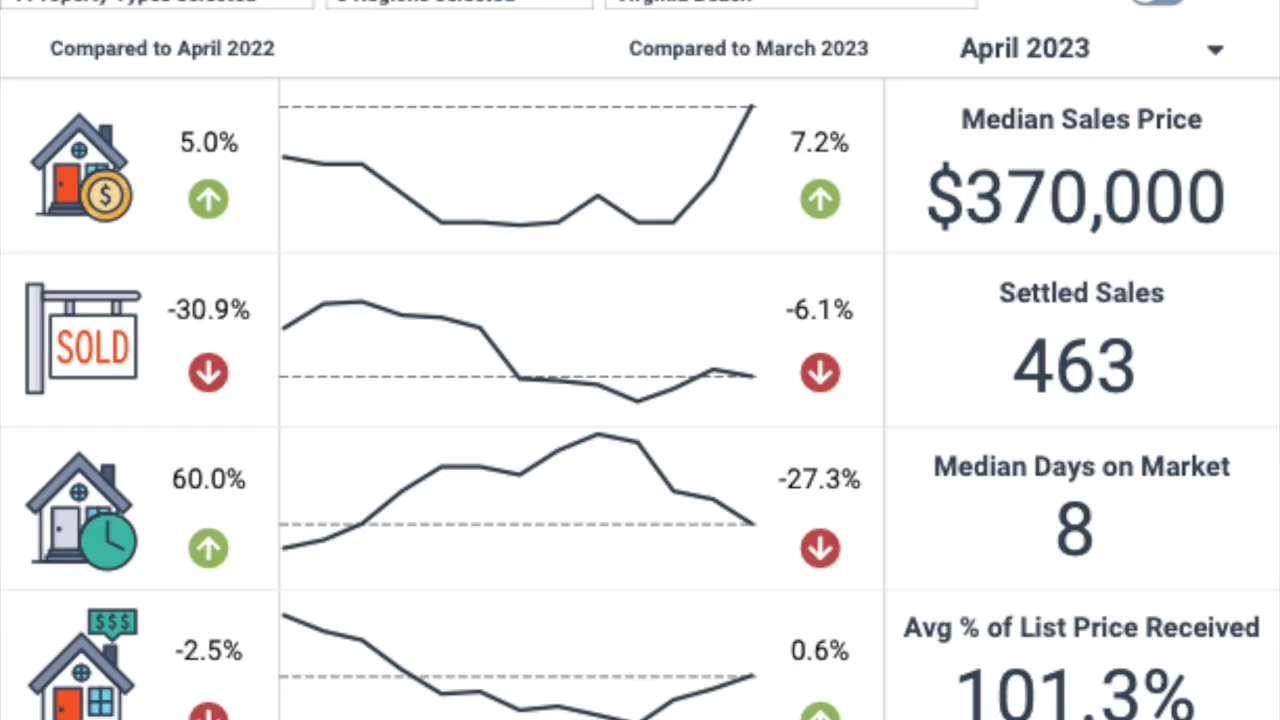 Compared to April 2022 Compared to March 2023 April 2023
Median Sales Price
5.0% 7.2%
$370,000
$
Settled Sales
-30.9% -6.1%
SOLD
463
Median Days on Market
60.0% -27.3%
8
$$$
Avg % of List Price Received
-2.5% 0.6%
101.3%